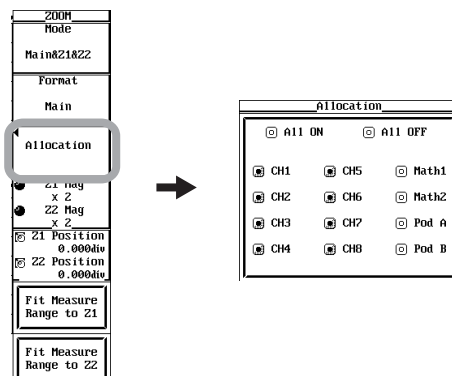 ZOOM
Mode
Main&Z1&Z2
Format
Main
Allocation
Z1 Mag
x 2
Z2 Mag
x 2
Z1 Position
0.000div
Z2 Position
0.000div
Fit Measure
Range to Z1
Fit Measure
Range to Z2
Allocation
All ON All OFF
CH1 CH5 Math1
CH2 CH6 Math2
CH3 CH7 Pod A
CH4 CH8 Pod B